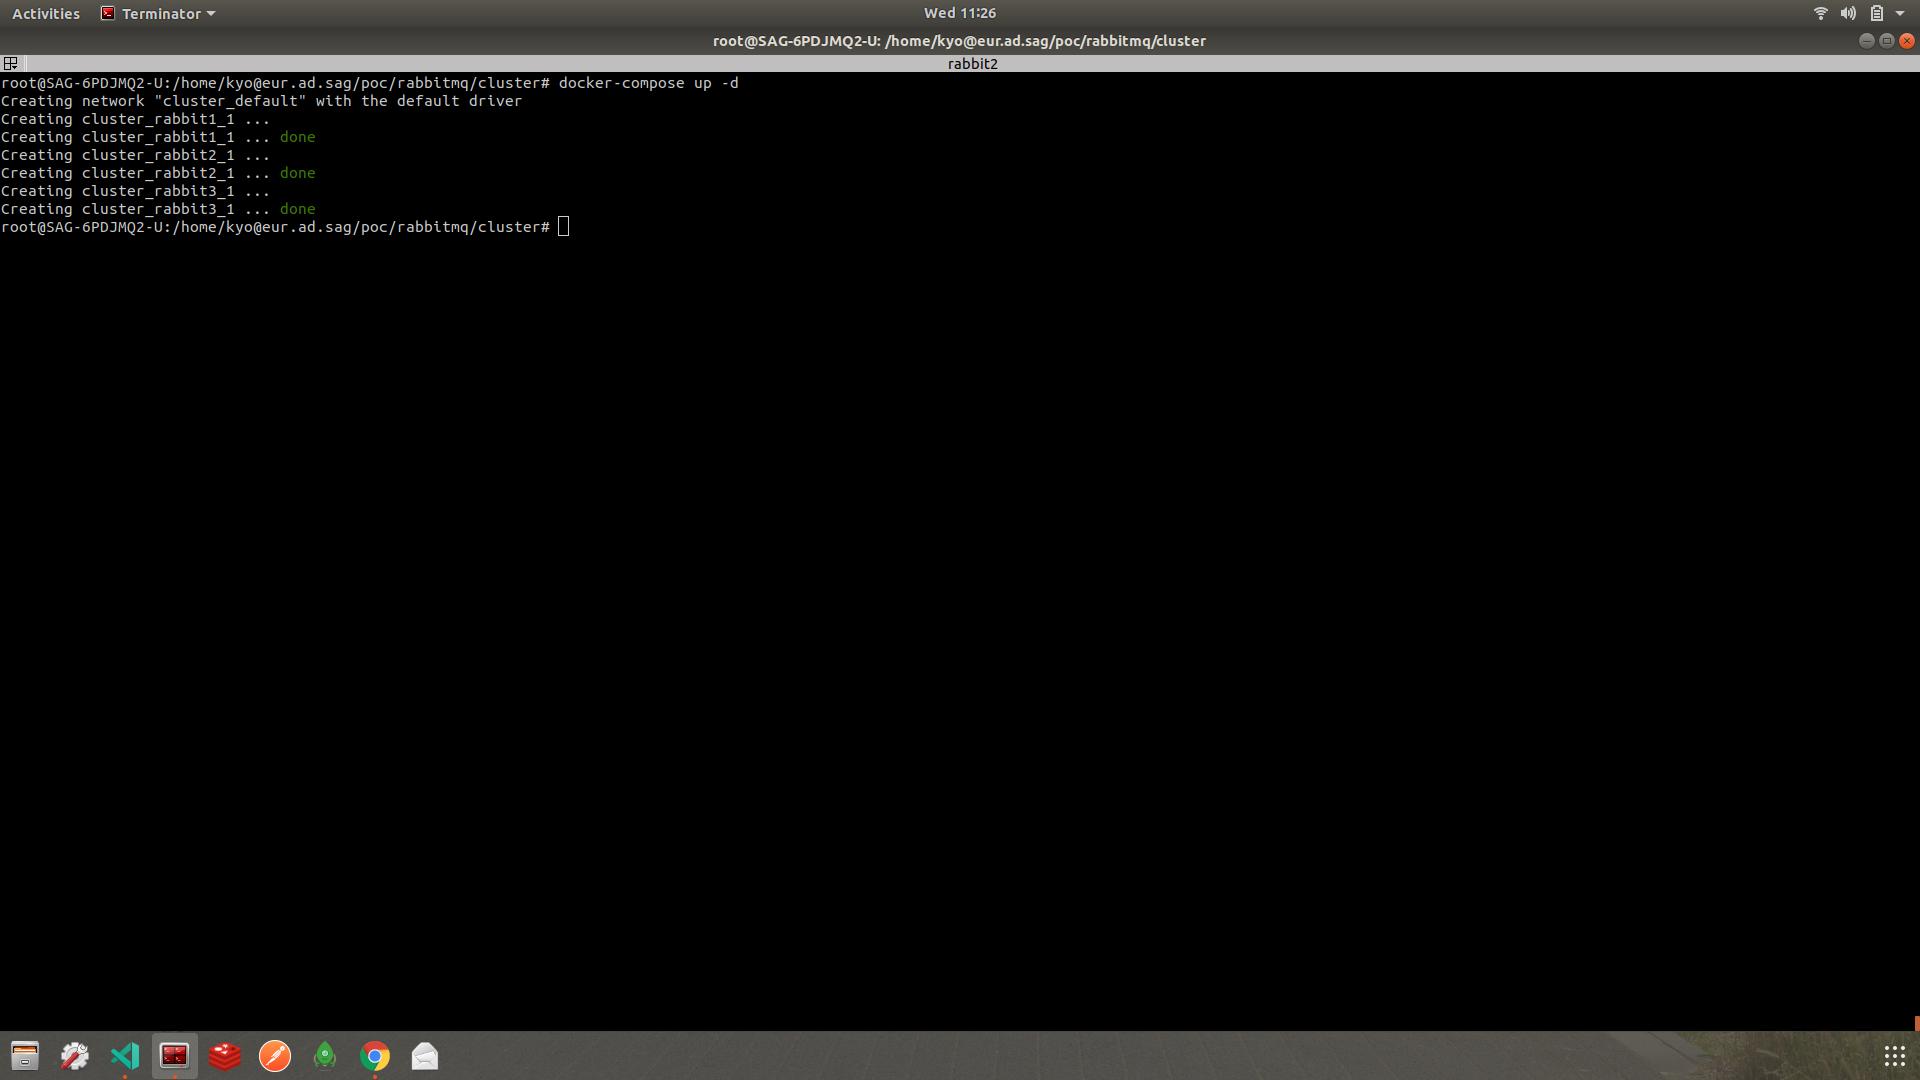 Activities Terminator Wed 11:26
root@SAG-6PDJMQ2-U: /home/kyo@eur.ad.sag/poc/rabbitmq/cluster
rabbit2
root@SAG-6PDJMQ2-U:/home/kyo@eur.ad.sag/poc/rabbitmq/cluster# docker-compose up -d
Creating network "cluster_default" with the default driver
Creating cluster_rabbit1_1 ...
Creating cluster_rabbit1_1 ... done
Creating cluster_rabbit2_1 ...
Creating cluster_rabbit2_1 ... done
Creating cluster_rabbit3_1 ...
Creating cluster_rabbit3_1 ... done
root@SAG-6PDJMQ2-U:/home/kyo@eur.ad.sag/poc/rabbitmq/cluster#